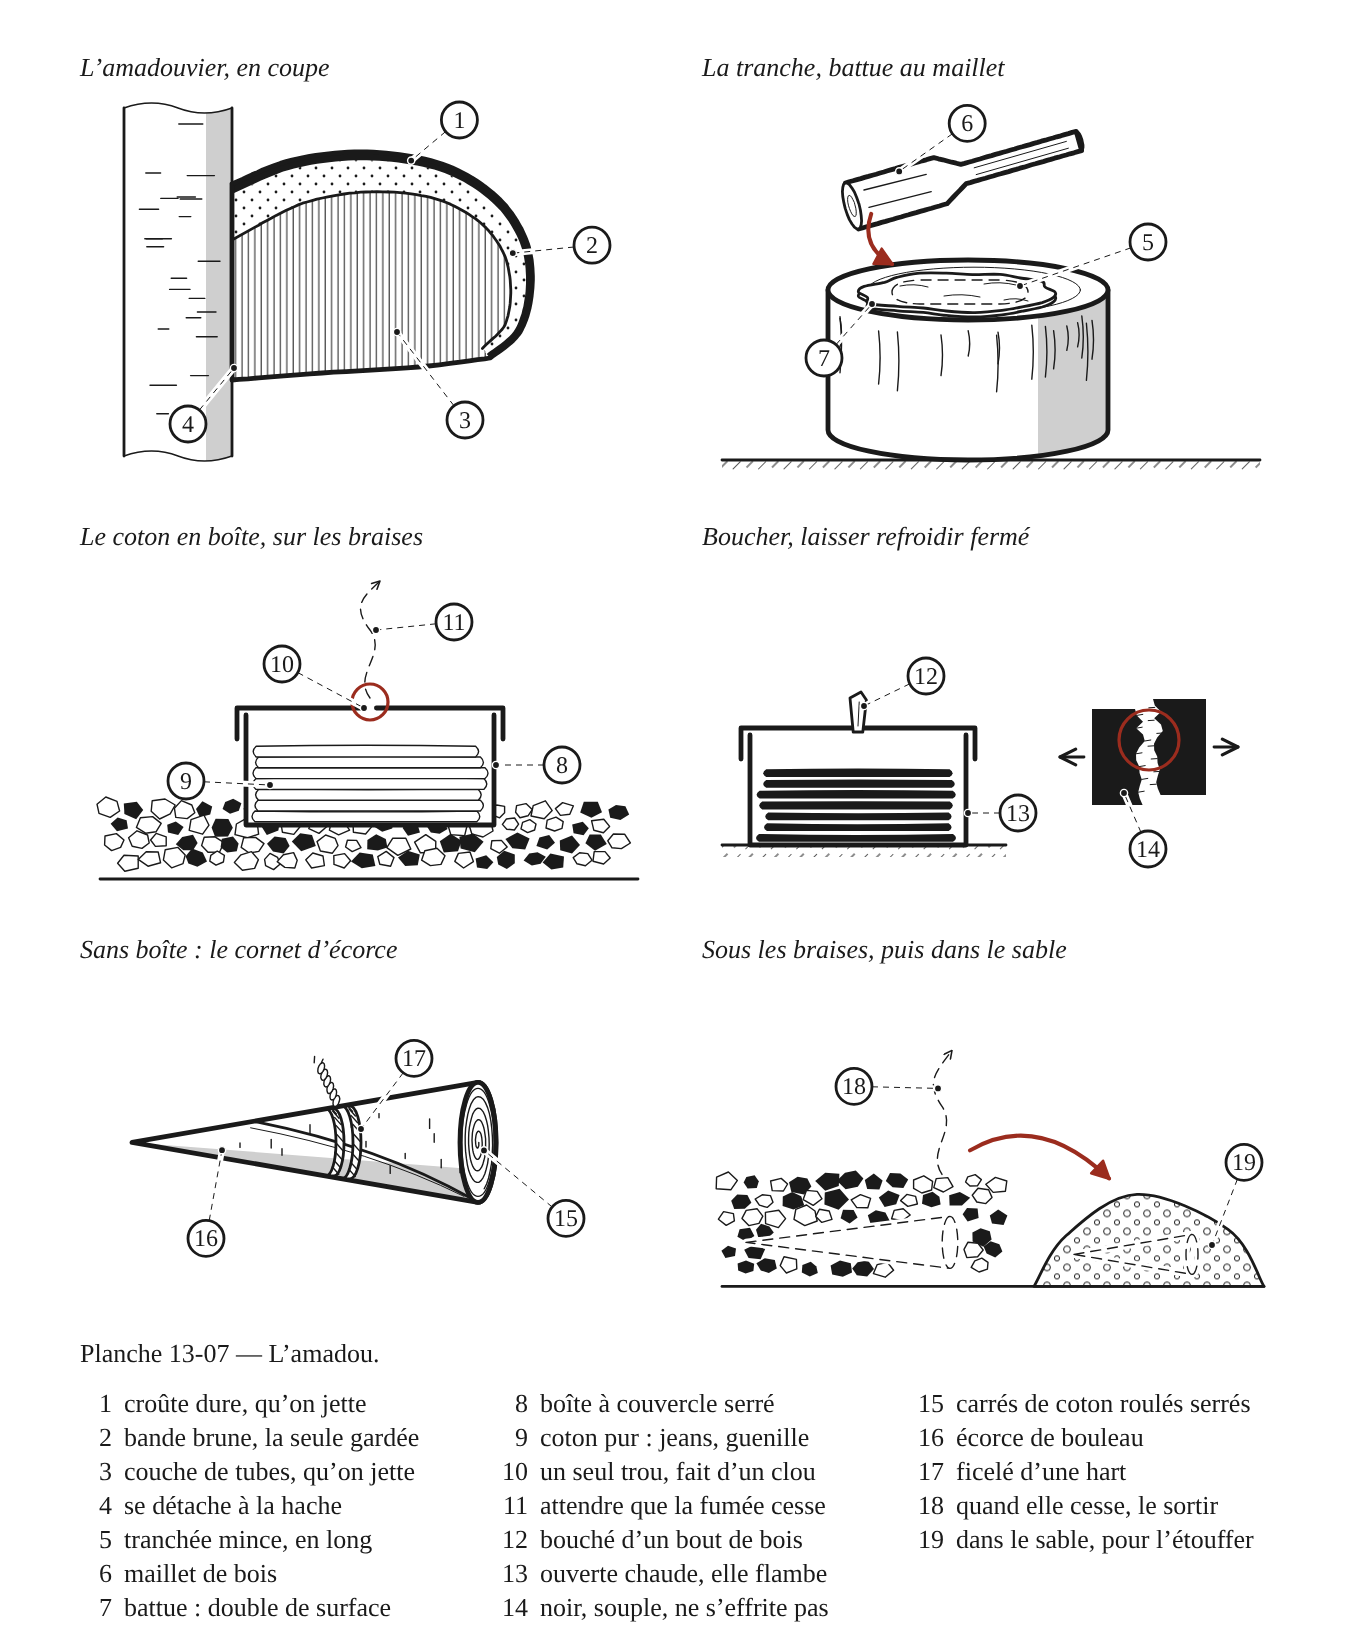 L’amadouvier, en coupe
La tranche, battue au maillet
1
6
2
5
7
3
4
Le coton en boîte, sur les braises
Boucher, laisser refroidir fermé
11
10
12
8
9
13
14
Sans boîte : le cornet d’écorce
Sous les braises, puis dans le sable
17
18
19
15
16
Planche 13-07 — L’amadou.
1 croûte dure, qu’on jette
2 bande brune, la seule gardée
3 couche de tubes, qu’on jette
4 se détache à la hache
5 tranchée mince, en long
6 maillet de bois
7 battue : double de surface
8 boîte à couvercle serré
9 coton pur : jeans, guenille
10 un seul trou, fait d’un clou
11 attendre que la fumée cesse
12 bouché d’un bout de bois
13 ouverte chaude, elle flambe
14 noir, souple, ne s’effrite pas
15 carrés de coton roulés serrés
16 écorce de bouleau
17 ficelé d’une hart
18 quand elle cesse, le sortir
19 dans le sable, pour l’étouffer